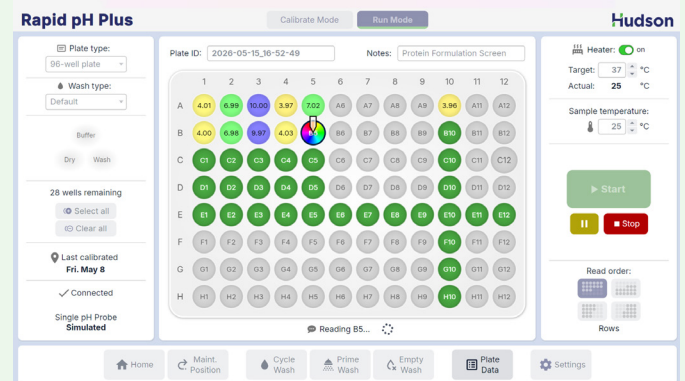 Rapid pH Plus
Calibrate Mode
Run Mode
Hudson
Plate type:
96-well plate
Wash type:
Default
Buffer
Dry Wash
28 wells remaining
Select all
Clear all
Last calibrated
Fri. May 8
Connected
Single pH Probe
Simulated
Plate ID: 2026-05-15_16-52-49 Notes: Protein Formulation Screen
1 2 3 4 5 6 7 8 9 10 11 12
A 4.01 6.99 10.00 3.97 7.02 A6 A7 A8 A9 3.96 A11 A12
B 4.00 6.98 9.97 4.03 B6 B7 B8 B9 B10 B11 B12
C C1 C2 C3 C4 C5 C6 C7 C8 C9 C10 C11 C12
D D1 D2 D3 D4 D5 D6 D7 D8 D9 D10 D11 D12
E E1 E2 E3 E4 E5 E6 E7 E8 E9 E10 E11 E12
F F1 F2 F3 F4 F5 F6 F7 F8 F9 F10 F11 F12
G G1 G2 G3 G4 G5 G6 G7 G8 G9 G10 G11 G12
H H1 H2 H3 H4 H5 H6 H7 H8 H9 H10 H11 H12
Reading B5...
Heater: on
Target: 37 °C
Actual: 25 °C
Sample temperature:
25 °C
Start
Stop
Read order:
Rows
Home
Maint.
Position
Cycle
Wash
Prime
Wash
Empty
Wash
Plate
Data
Settings